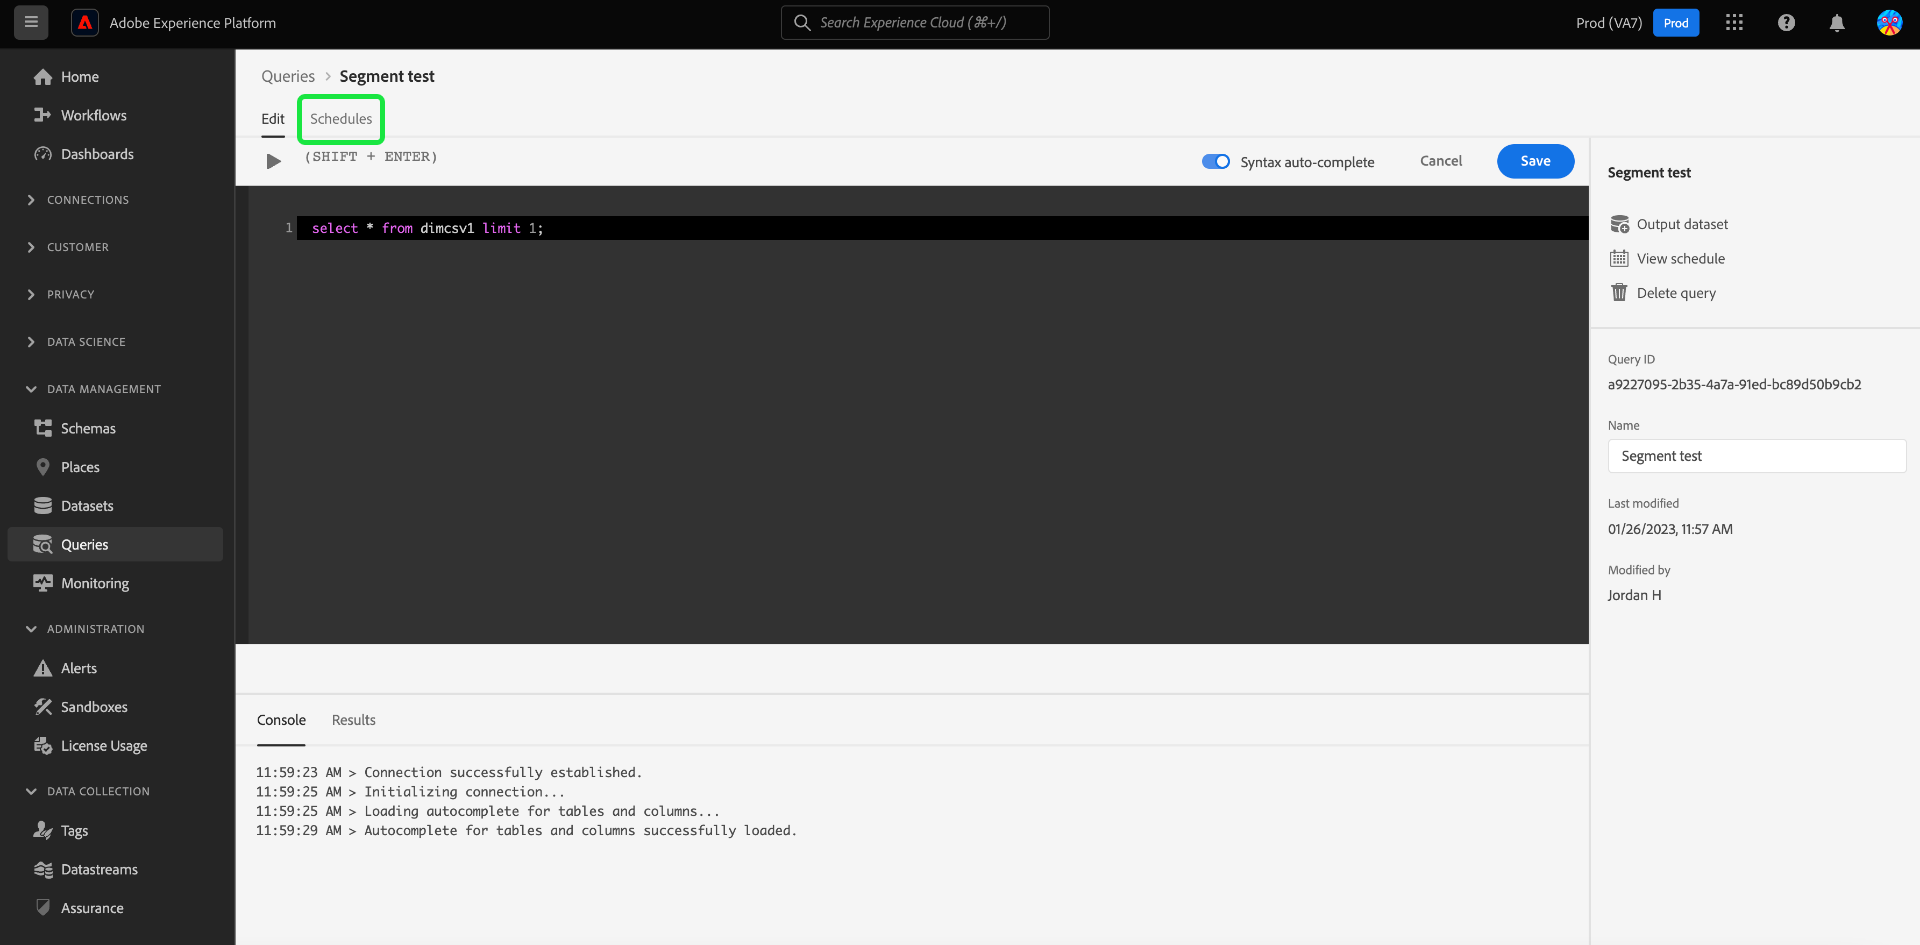 Adobe Experience Platform
Search Experience Cloud (⌘+/)
Prod (VA7)
Prod
Home
Workflows
Dashboards
CONNECTIONS
CUSTOMER
PRIVACY
DATA SCIENCE
DATA MANAGEMENT
Schemas
Places
Datasets
Queries
Monitoring
ADMINISTRATION
Alerts
Sandboxes
License Usage
DATA COLLECTION
Tags
Datastreams
Assurance
Queries > Segment test
Edit
Schedules
(SHIFT + ENTER)
Syntax auto-complete
Cancel
Save
1 select * from dimcsv1 limit 1;
Console
Results
11:59:23 AM > Connection successfully established.
11:59:25 AM > Initializing connection...
11:59:25 AM > Loading autocomplete for tables and columns...
11:59:29 AM > Autocomplete for tables and columns successfully loaded.
Segment test
Output dataset
View schedule
Delete query
Query ID
a9227095-2b35-4a7a-91ed-bc89d50b9cb2
Name
Segment test
Last modified
01/26/2023, 11:57 AM
Modified by
Jordan H